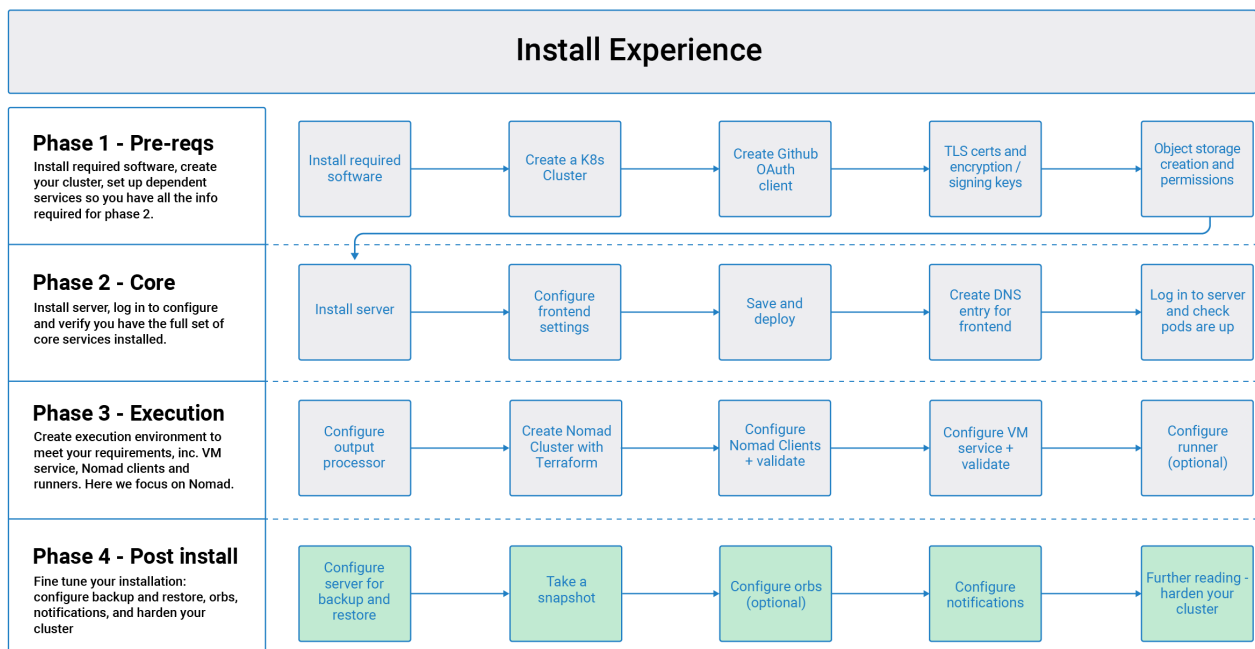 Install Experience
Phase 1 - Pre-reqs
Install required software, create
your cluster, set up dependent
services so you have all the info
required for phase 2.
Install required
software
Create a K8s
Cluster
Create Github
OAuth
client
TLS certs and
encryption /
signing keys
Object storage
creation and
permissions
Phase 2 - Core
Install server, log in to configure
and verify you have the full set of
core services installed.
Install server
Configure
frontend
settings
Save and
deploy
Create DNS
entry for
frontend
Log in to server
and check
pods are up
Phase 3 - Execution
Create execution environment to
meet your requirements, inc. VM
service, Nomad clients and
runners. Here we focus on Nomad.
Configure
output
processor
Create Nomad
Cluster with
Terraform
Configure
Nomad Clients
+ validate
Configure VM
service +
validate
Configure
runner
(optional)
Phase 4 - Post install
Fine tune your installation:
configure backup and restore, orbs,
notifications, and harden your
cluster
Configure
server for
backup and
restore
Take a
snapshot
Configure orbs
(optional)
Configure
notifications
Further reading -
harden your
cluster